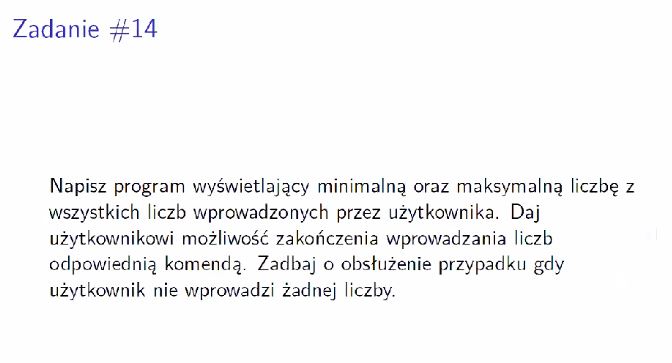 Zadanie #14
Napisz program wyświetlający minimalną oraz maksymalną liczbę z
wszystkich liczb wprowadzonych przez użytkownika. Daj
użytkownikowi możliwość zakończenia wprowadzania liczb
odpowiednią komendą. Zadbaj o obsłużenie przypadku gdy
użytkownik nie wprowadzi żadnej liczby.